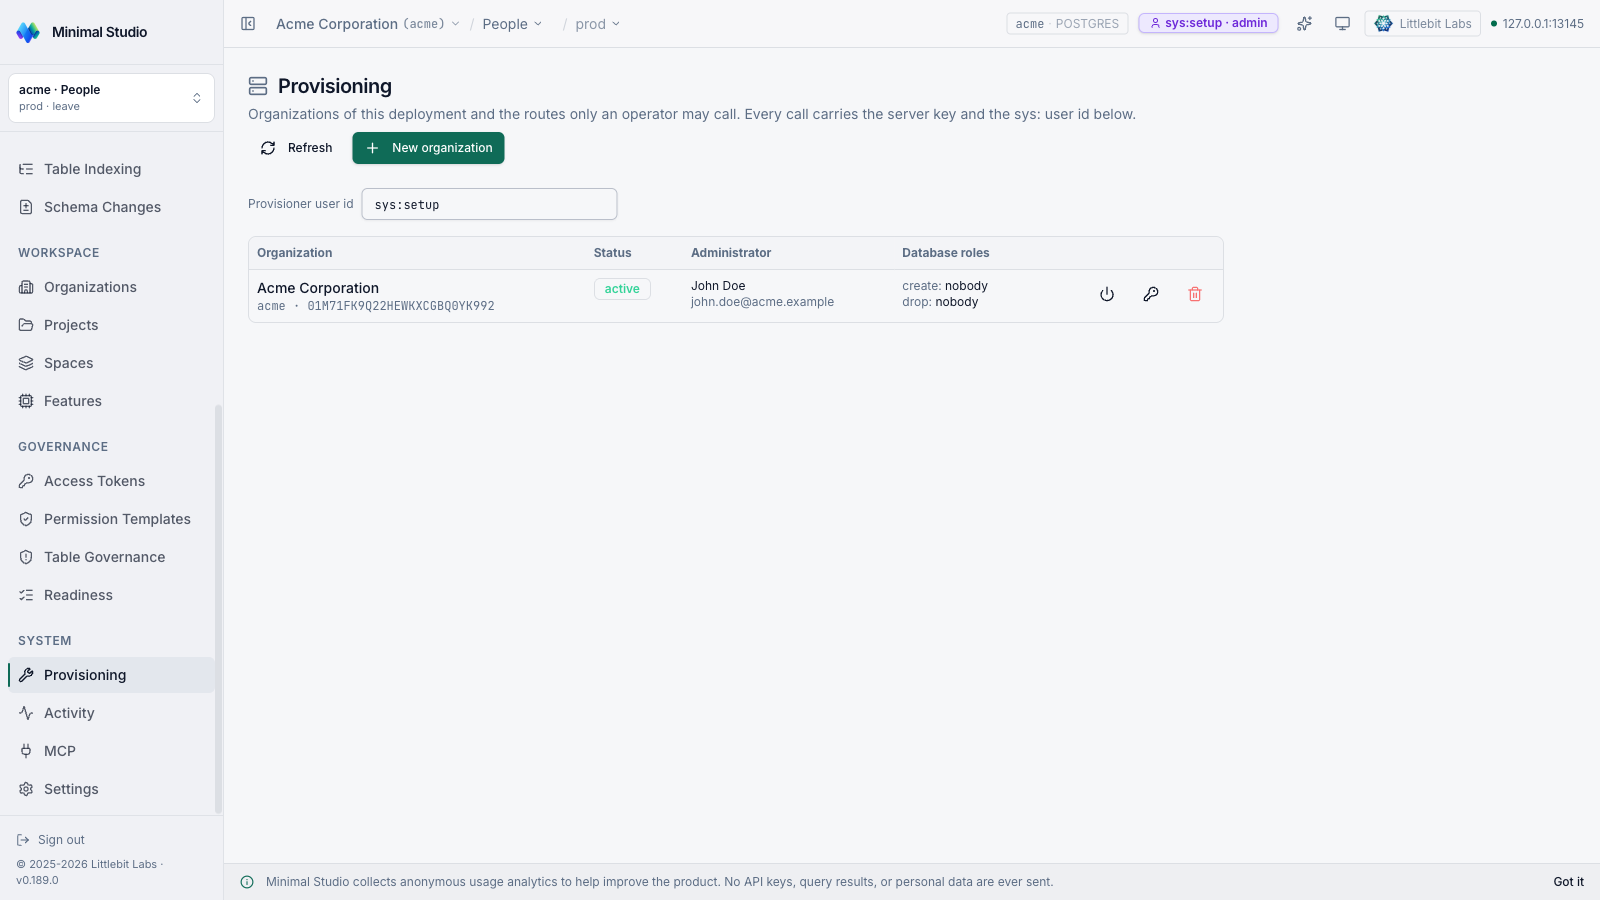 Minimal Studio
acme · People
prod · leave
Table Indexing
Schema Changes
WORKSPACE
Organizations
Projects
Spaces
Features
GOVERNANCE
Access Tokens
Permission Templates
Table Governance
Readiness
SYSTEM
Provisioning
Activity
MCP
Settings
Sign out
© 2025-2026 Littlebit Labs ·
v0.189.0
Acme Corporation (acme) / People / prod
acme · POSTGRES
sys:setup · admin
Littlebit Labs
127.0.0.1:13145
Provisioning
Organizations of this deployment and the routes only an operator may call. Every call carries the server key and the sys: user id below.
Refresh
New organization
Provisioner user id sys:setup
Organization Status Administrator Database roles
Acme Corporation active John Doe create: nobody
acme · 01M71FK9Q22HEWKXCGBQ0YK992 john.doe@acme.example drop: nobody
Minimal Studio collects anonymous usage analytics to help improve the product. No API keys, query results, or personal data are ever sent.
Got it